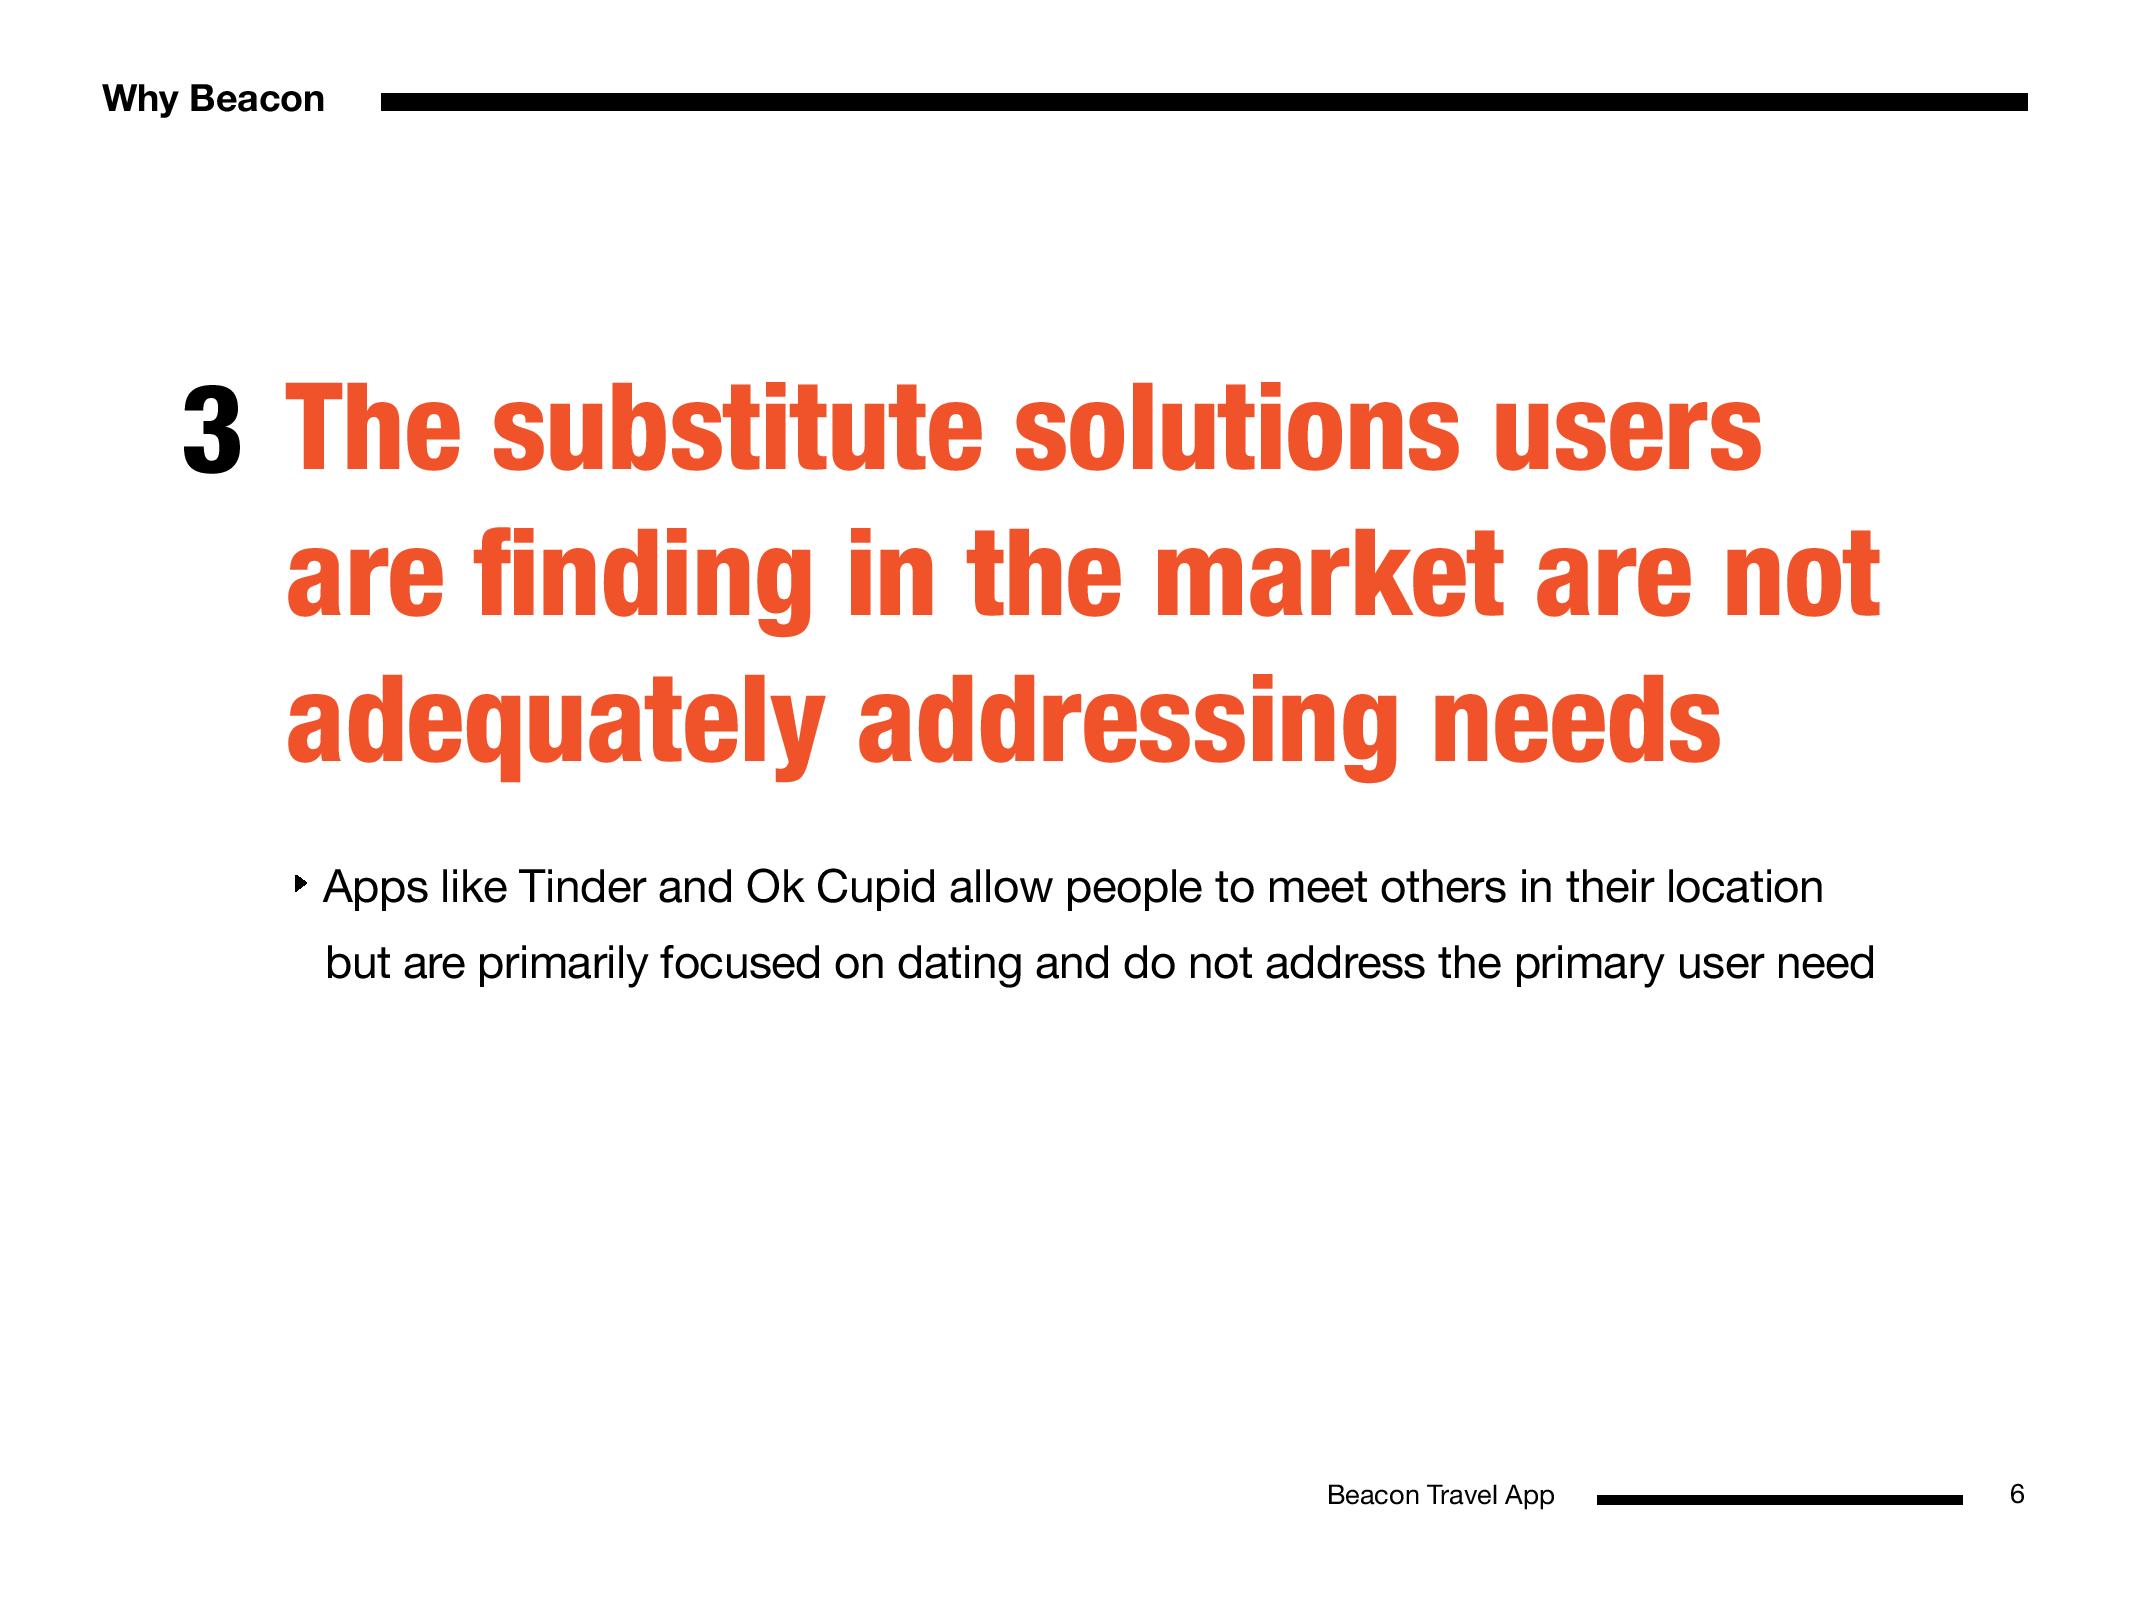 Why Beacon
3 The substitute solutions users
are finding in the market are not
adequately addressing needs
‣ Apps like Tinder and Ok Cupid allow people to meet others in their location
but are primarily focused on dating and do not address the primary user need
Beacon Travel App 6